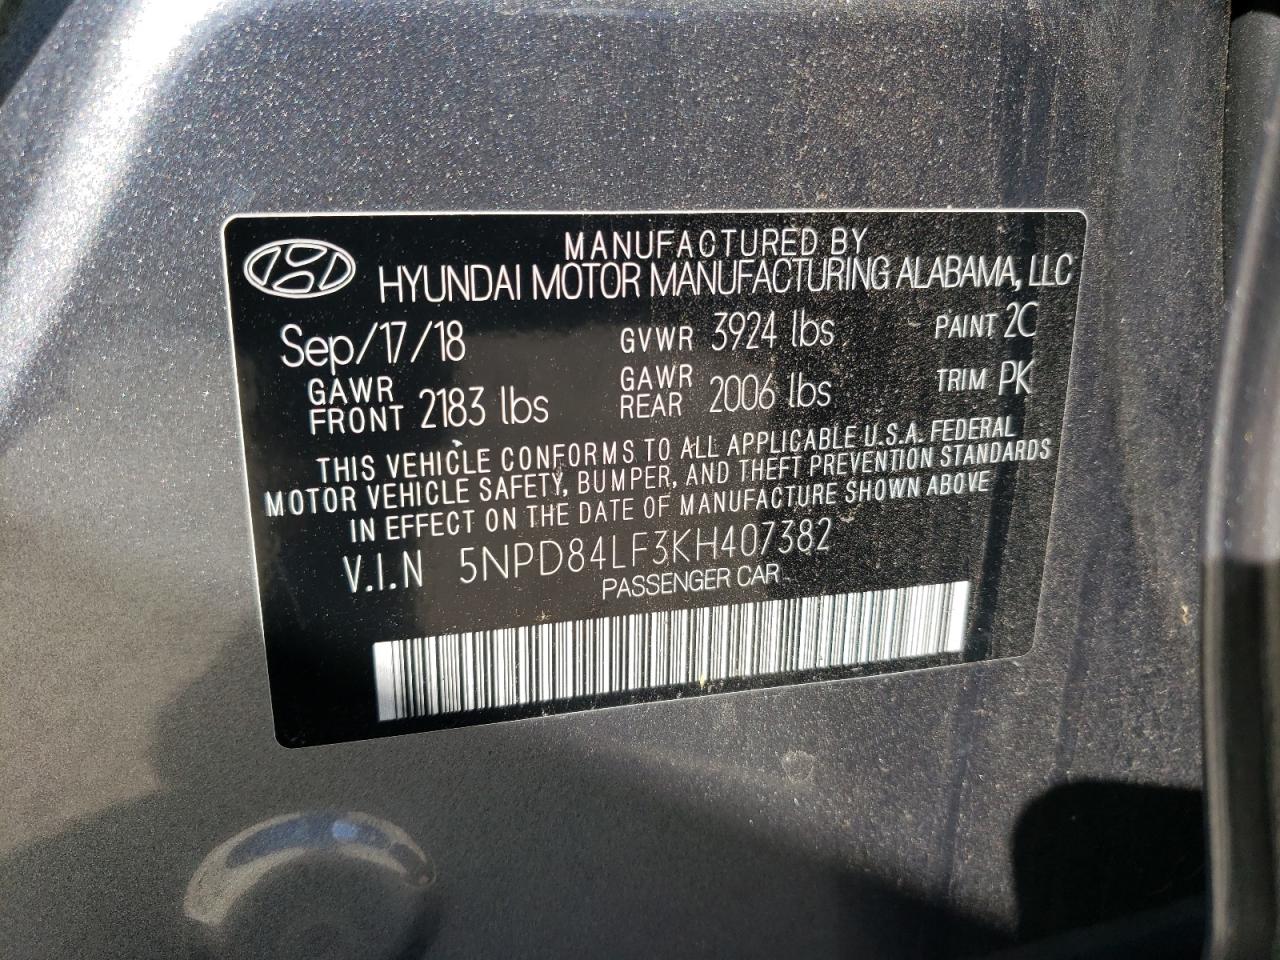 MANUFACTURED BY
HYUNDAI MOTOR MANUFACTURING ALABAMA, LLC
Sep/17/18 GVWR 3924 lbs PAINT 2C
GAWR FRONT 2183 lbs GAWR REAR 2006 lbs TRIM PK
THIS VEHICLE CONFORMS TO ALL APPLICABLE U.S.A. FEDERAL
MOTOR VEHICLE SAFETY, BUMPER, AND THEFT PREVENTION STANDARDS
IN EFFECT ON THE DATE OF MANUFACTURE SHOWN ABOVE
V.I.N 5NPD84LF3KH407382
PASSENGER CAR